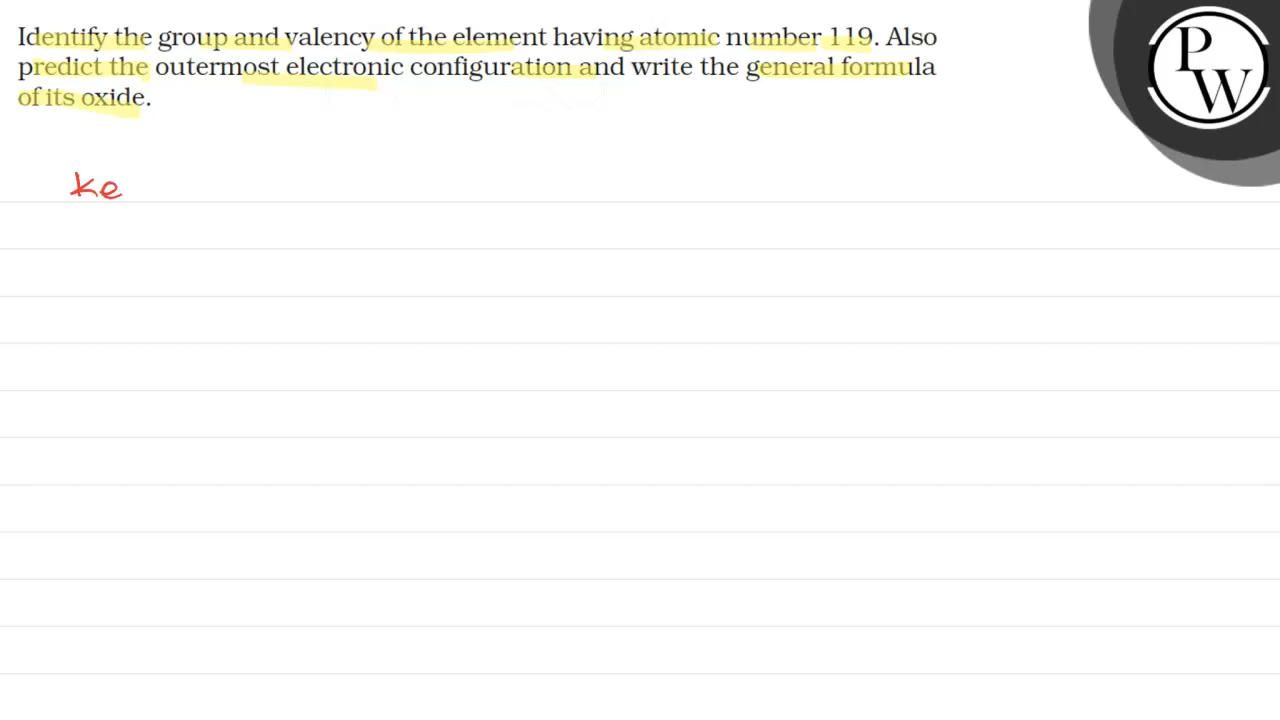 Identify the group and valency of the element having atomic number 119. Also
predict the outermost electronic configuration and write the general formula
of its oxide.
PW
ke